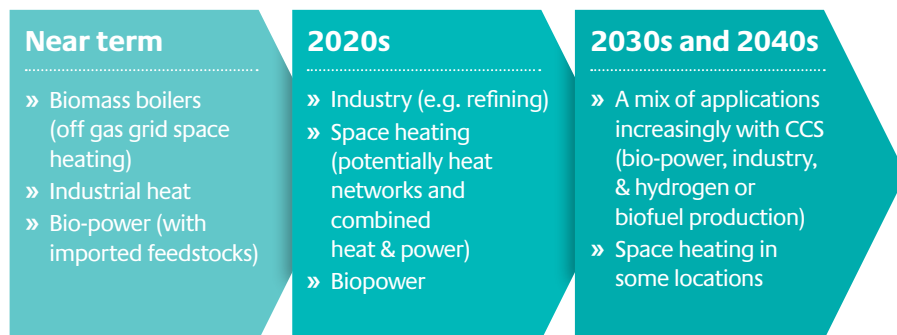 Near term
» Biomass boilers
(off gas grid space
heating)
» Industrial heat
» Bio-power (with
imported feedstocks)
2020s
» Industry (e.g. refining)
» Space heating
(potentially heat
networks and
combined
heat & power)
» Biopower
2030s and 2040s
» A mix of applications
increasingly with CCS
(bio-power, industry,
& hydrogen or
biofuel production)
» Space heating in
some locations